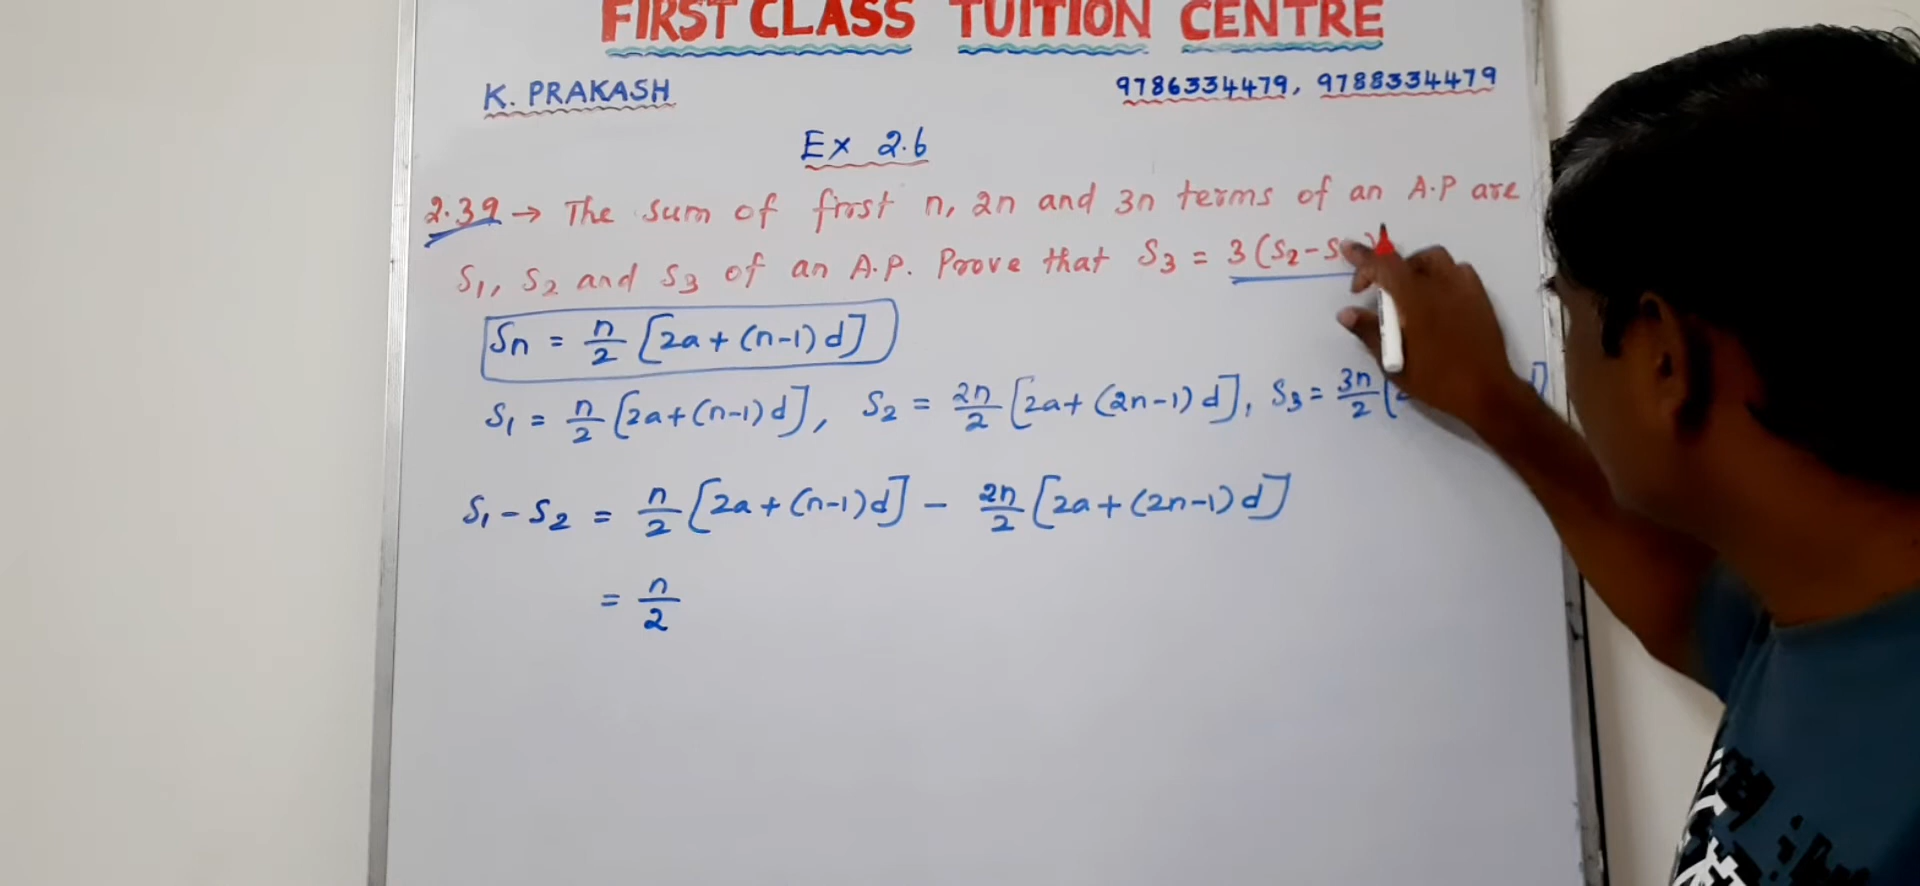 FIRST CLASS TUITION CENTRE
K. PRAKASH 9786334479, 9788334479
Ex 2.6
2.39 → The sum of first n, 2n and 3n terms of an A.P are
S₁, S₂ and S₃ of an A.P. Prove that S₃ = 3 (S₂ - S
Sn = n/2 [2a + (n-1) d]
S₁ = n/2 [2a + (n-1) d], S₂ = 2n/2 [2a + (2n-1) d], S₃ = 3n/2 [
S₁ - S₂ = n/2 [2a + (n-1) d] - 2n/2 [2a + (2n-1) d]
= n/2